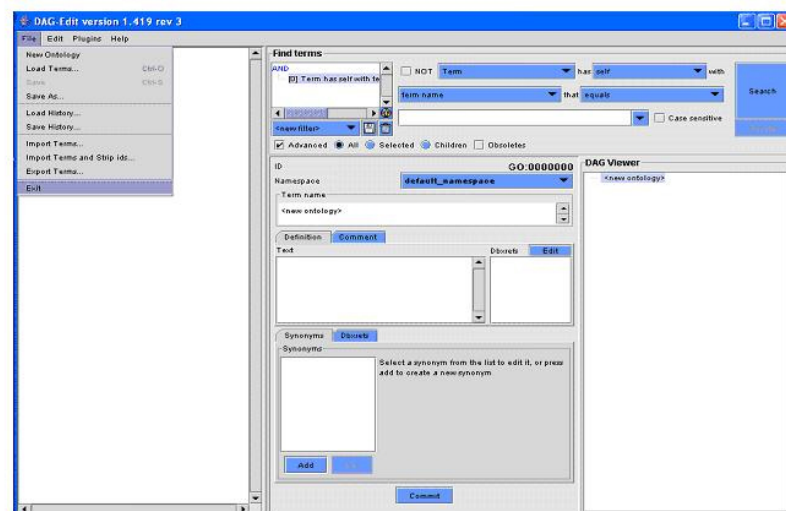 DAG-Edit version 1.419 rev 3
File Edit Plugins Help
New Ontology
Load Terms... Ctrl-O
Save Ctrl-S
Save As...
Load History...
Save History...
Import Terms...
Import Terms and Strip ids...
Export Terms...
Exit
Find terms
AND
[0] Term has self with te
NOT Term has self with
term name that equals
Search
Case sensitive
<new filter>
Advanced All Selected Children Obsoletes
ID GO:0000000
Namespace default_namespace
Term name
<new ontology>
Definition Comment
Text Dbxrefs Edit
Synonyms Dbxrefs
Synonyms
Select a synonym from the list to edit it, or press
add to create a new synonym
Add
Commit
DAG Viewer
<new ontology>